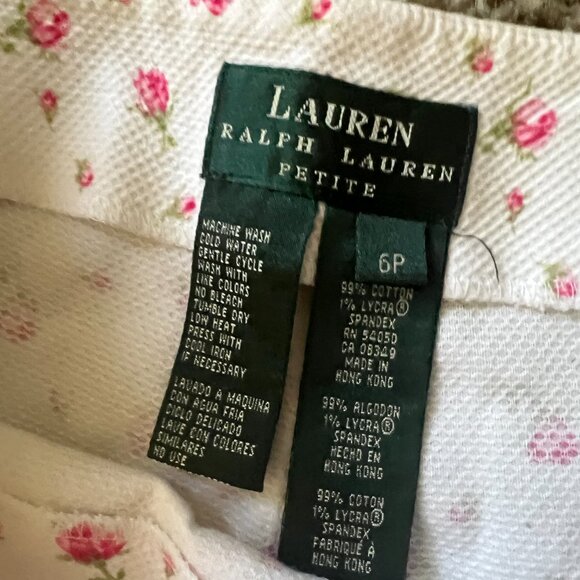 LAUREN
RALPH LAUREN
PETITE
MACHINE WASH
COLD WATER
GENTLE CYCLE
WASH WITH
LIKE COLORS
NO BLEACH
TUMBLE DRY
LOW HEAT
PRESS WITH
COOL IRON
IF NECESSARY
LAVADO A MAQUINA
CON AGUA FRIA
CICLO DELICADO
LAVE CON COLORES
SIMILARES
NO USE
6P
99% COTTON
1% LYCRA®
SPANDEX
RN 54050
CA 08349
MADE IN
HONG KONG
99% ALGODON
1% LYCRA®
SPANDEX
HECHO EN
HONG KONG
99% COTON
1% LYCRA®
SPANDEX
FABRIQUÉ À
HONG KONG